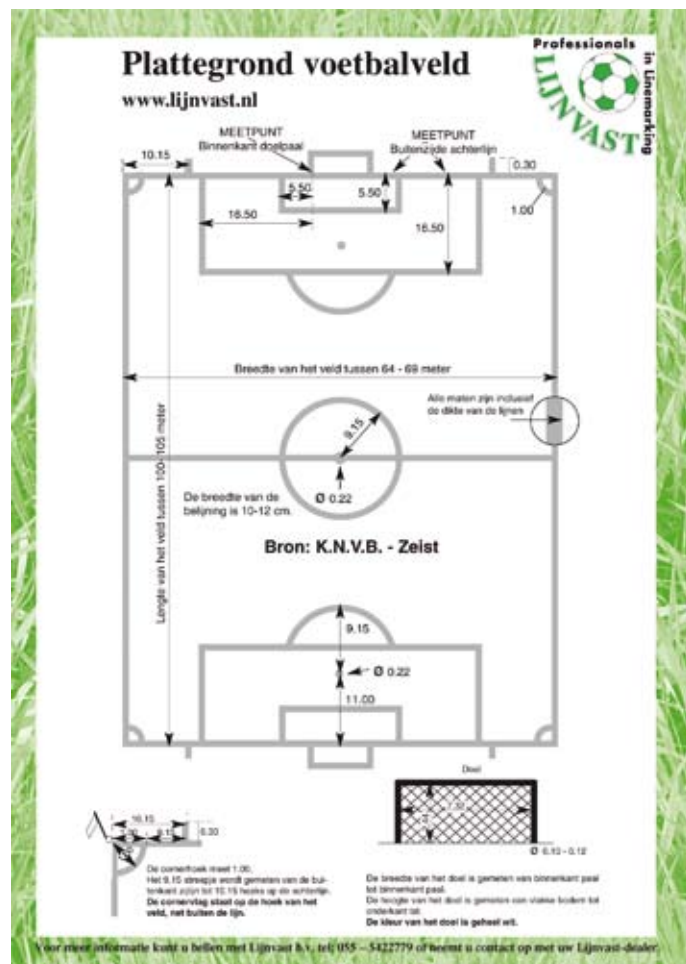 Plattegrond voetbalveld
www.lijnvast.nl
Professionals
in Linemarking
LIJNVAST
MEETPUNT
Binnenkant doelpaal
MEETPUNT
Buitenzijde achterlijn
10.15
0.30
5.50
5.50
1.00
16.50
16.50
Breedte van het veld tussen 64 - 69 meter
Alle maten zijn inclusief
de dikte van de lijnen
9.15
Lengte van het veld tussen 100-105 meter
De breedte van de
belijning is 10-12 cm.
Ø 0.22
Bron: K.N.V.B. - Zeist
9.15
Ø 0.22
11.00
Doel
7.32
Ø 0.10 - 0.12
De cornerhoek meet 1.00.
Het 9.15 streepje wordt gemeten van de bui-
tenkant zijlijn tot 10.15 haaks op de achterlijn.
De cornervlag staat op de hoek van het
veld, net buiten de lijn.
De breedte van het doel is gemeten van binnenkant paal
tot binnenkant paal.
De hoogte van het doel is gemeten van vlakke bodem tot
onderkant lat.
De kleur van het doel is geheel wit.
Voor meer informatie kunt u bellen met Lijnvast b.v. tel; 055 – 5422779 of neemt u contact op met uw Lijnvast-dealer.